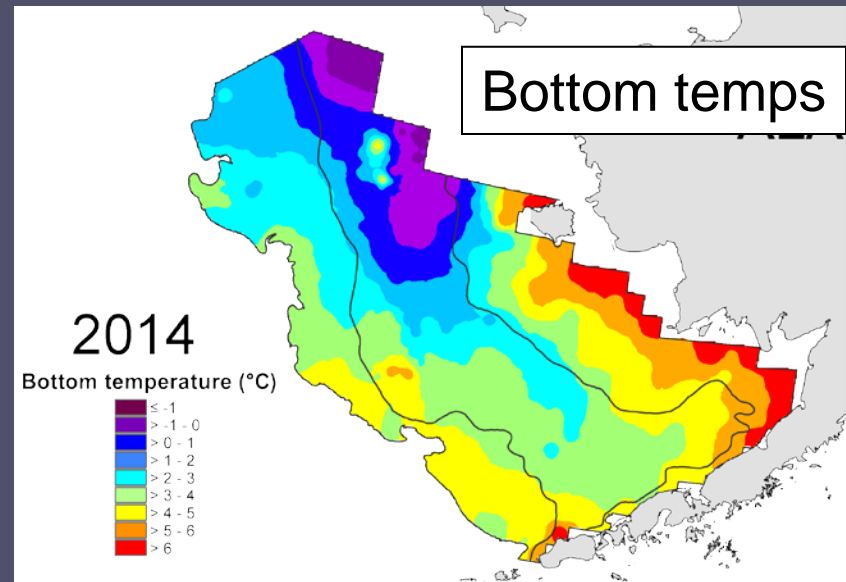 Bottom temps
2014
Bottom temperature (°C)
≤ -1
> -1 - 0
> 0 - 1
> 1 - 2
> 2 - 3
> 3 - 4
> 4 - 5
> 5 - 6
> 6